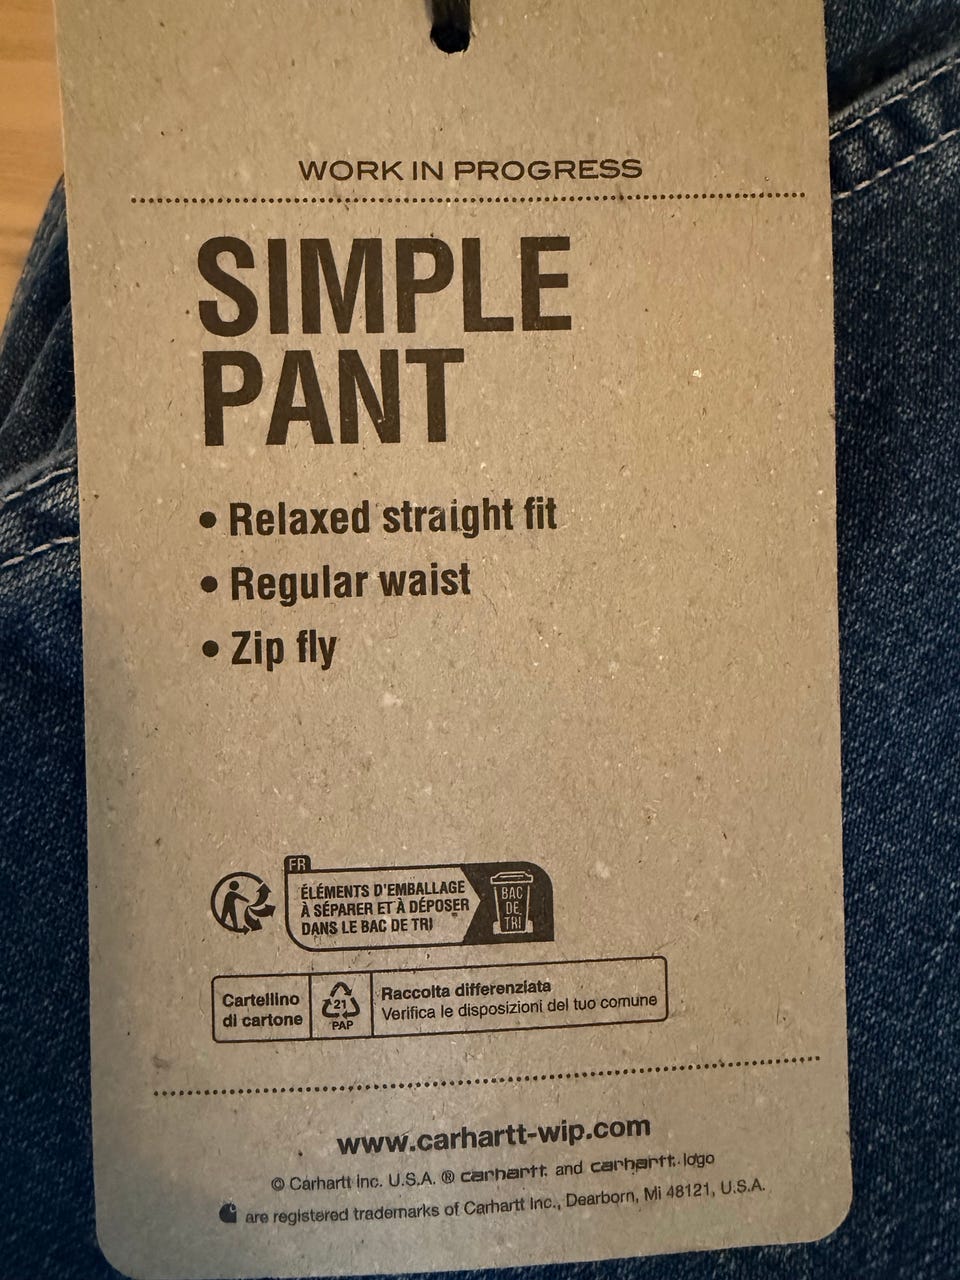 WORK IN PROGRESS
SIMPLE
PANT
• Relaxed straight fit
• Regular waist
• Zip fly
FR
ÉLÉMENTS D'EMBALLAGE
À SÉPARER ET À DÉPOSER
DANS LE BAC DE TRI
BAC
DE
TRI
Cartellino
di cartone
21
PAP
Raccolta differenziata
Verifica le disposizioni del tuo comune
www.carhartt-wip.com
© Carhartt Inc. U.S.A. ® carhartt. and carhartt. logo
are registered trademarks of Carhartt Inc., Dearborn, Mi 48121, U.S.A.